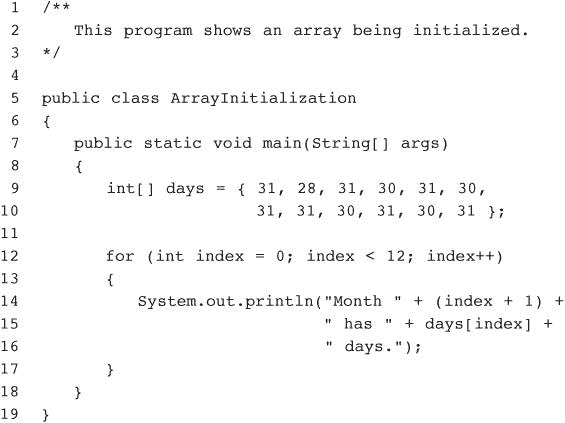 1 /**
2 This program shows an array being initialized.
3 */
4
5 public class ArrayInitialization
6 {
7 public static void main(String[] args)
8 {
9 int[] days = { 31, 28, 31, 30, 31, 30,
10 31, 31, 30, 31, 30, 31 };
11
12 for (int index = 0; index < 12; index++)
13 {
14 System.out.println("Month " + (index + 1) +
15 " has " + days[index] +
16 " days.");
17 }
18 }
19 }